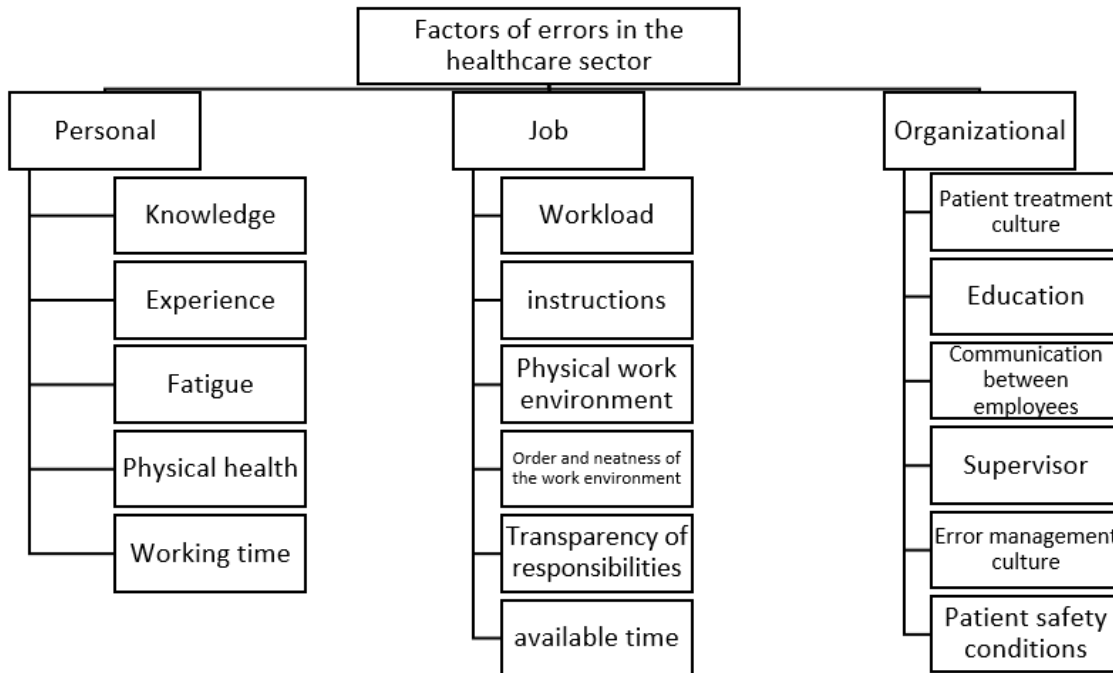 Factors of errors in the
healthcare sector
Personal
Knowledge
Experience
Fatigue
Physical health
Working time
Job
Workload
instructions
Physical work
environment
Order and neatness of
the work environment
Transparency of
responsibilities
available time
Organizational
Patient treatment
culture
Education
Communication
between
employees
Supervisor
Error management
culture
Patient safety
conditions